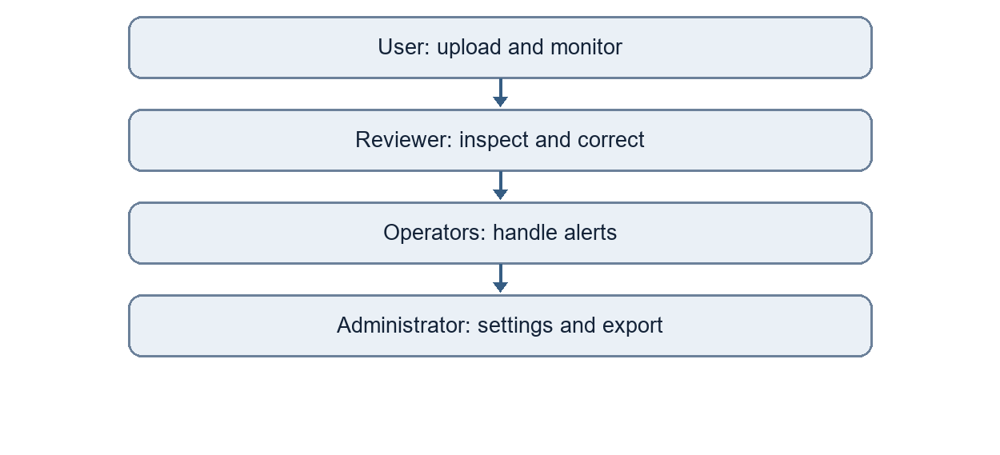 User: upload and monitor
Reviewer: inspect and correct
Operators: handle alerts
Administrator: settings and export